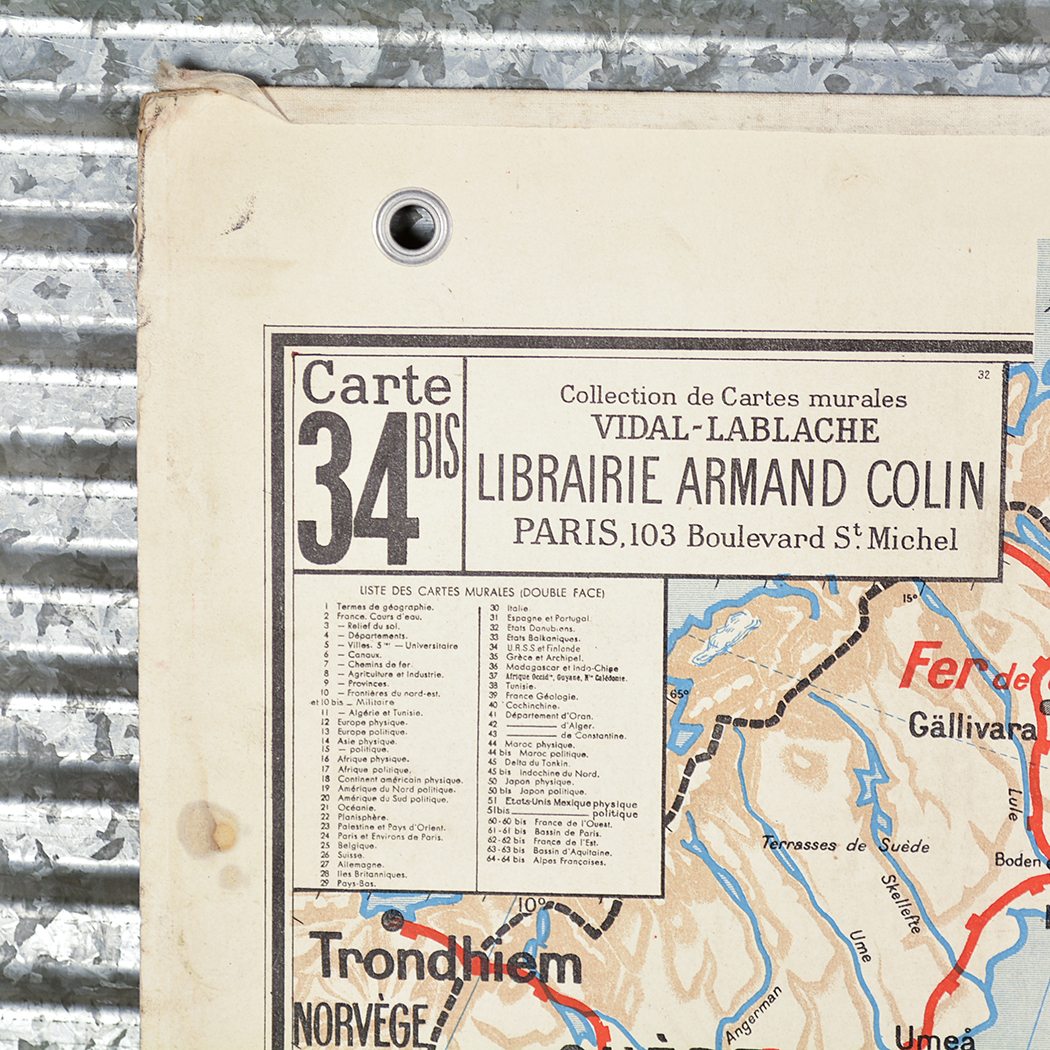 Carte
34 BIS
32
Collection de Cartes murales
VIDAL-LABLACHE
LIBRAIRIE ARMAND COLIN
PARIS, 103 Boulevard St. Michel
LISTE DES CARTES MURALES (DOUBLE FACE)
1 Termes de géographie.
2 France. Cours d'eau.
3 — Relief du sol.
4 — Départements.
5 — Villes. Son — Universitaire
6 — Canaux.
7 — Chemins de fer.
8 — Agriculture et Industrie.
9 — Provinces.
10 — Frontières du nord-est.
et 10 bis — Militaire
11 — Algérie et Tunisie.
12 Europe physique.
13 Europe politique.
14 Asie physique.
15 — politique.
16 Afrique physique.
17 Afrique politique.
18 Continent américain physique.
19 Amérique du Nord politique.
20 Amérique du Sud politique.
21 Océanie.
22 Planisphère.
23 Palestine et Pays d'Orient.
24 Paris et Environs de Paris.
25 Belgique.
26 Suisse.
27 Allemagne.
28 Iles Britanniques.
29 Pays-Bas.
30 Italie.
31 Espagne et Portugal.
32 Etats Danubiens.
33 Etats Balkaniques.
34 U.R.S.S. et Finlande
35 Grèce et Archipel.
36 Madagascar et Indo-Chine
37 Afrique Occidle, Guyane, Nlle Calédonie.
38 Tunisie.
39 France Géologie.
40 Cochinchine.
41 Département d'Oran.
42 — d'Alger.
43 — de Constantine.
44 Maroc physique.
44 bis Maroc politique.
45 Delta du Tonkin.
45 bis Indochine du Nord.
50 Japon physique.
50 bis Japon politique.
51 Etats-Unis Mexique physique
51 bis — politique
60-60 bis France de l'Ouest.
61-61 bis Bassin de Paris.
62-62 bis France de l'Est.
63-63 bis Bassin d'Aquitaine.
64-64 bis Alpes Françaises.
15°
65°
Fer de
Gällivara
Lule
Terrasses de Suède
Boden
Skellefte
10°
Trondhiem
Ume
NORVÈGE
Angerman
Umeå